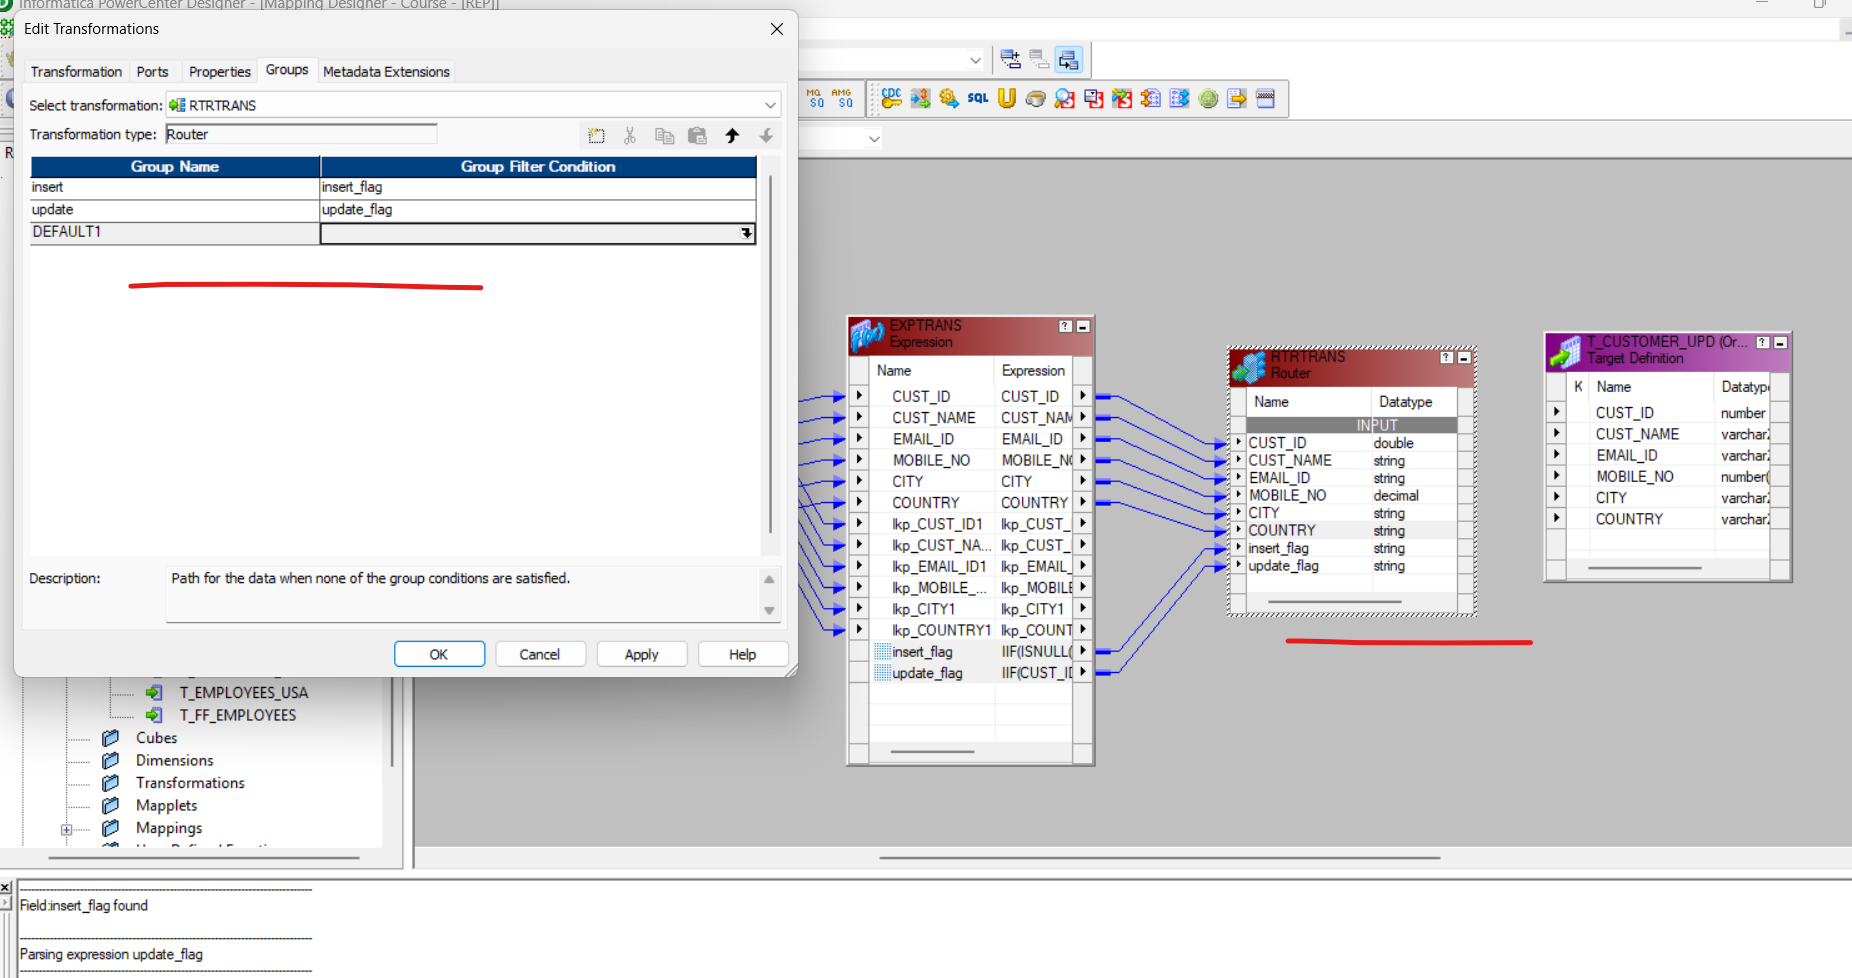 Informatica PowerCenter Designer - [Mapping Designer - Course - [REP]]
Edit Transformations
Transformation Ports Properties Groups Metadata Extensions
Select transformation: RTRTRANS
Transformation type: Router
Group Name Group Filter Condition
insert insert_flag
update update_flag
DEFAULT1
Description: Path for the data when none of the group conditions are satisfied.
OK Cancel Apply Help
MQ SQ AMG SQ CDC SQL
R
EXPTRANS
Expression
Name Expression
CUST_ID CUST_ID
CUST_NAME CUST_NAM
EMAIL_ID EMAIL_ID
MOBILE_NO MOBILE_N
CITY CITY
COUNTRY COUNTRY
lkp_CUST_ID1 lkp_CUST_
lkp_CUST_NA... lkp_CUST_
lkp_EMAIL_ID1 lkp_EMAIL_
lkp_MOBILE_... lkp_MOBILE
lkp_CITY1 lkp_CITY1
lkp_COUNTRY1 lkp_COUNT
insert_flag IIF(ISNULL(
update_flag IIF(CUST_ID
RTRTRANS
Router
Name Datatype
INPUT
CUST_ID double
CUST_NAME string
EMAIL_ID string
MOBILE_NO decimal
CITY string
COUNTRY string
insert_flag string
update_flag string
T_CUSTOMER_UPD (Or...
Target Definition
K Name Datatyp
CUST_ID number
CUST_NAME varchar2
EMAIL_ID varchar2
MOBILE_NO number(
CITY varchar2
COUNTRY varchar2
T_EMPLOYEES_USA
T_FF_EMPLOYEES
Cubes
Dimensions
Transformations
Mapplets
Mappings
Field:insert_flag found
Parsing expression update_flag